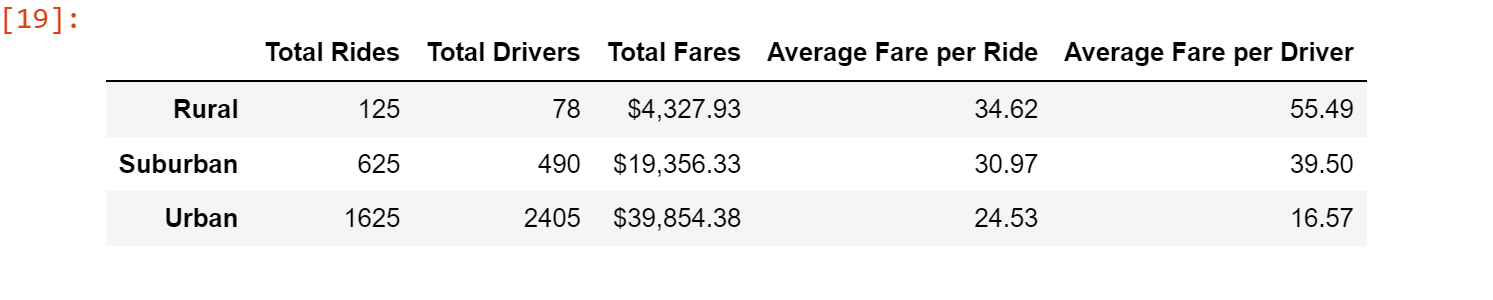 [19]:
Total Rides Total Drivers Total Fares Average Fare per Ride Average Fare per Driver
Rural 125 78 $4,327.93 34.62 55.49
Suburban 625 490 $19,356.33 30.97 39.50
Urban 1625 2405 $39,854.38 24.53 16.57